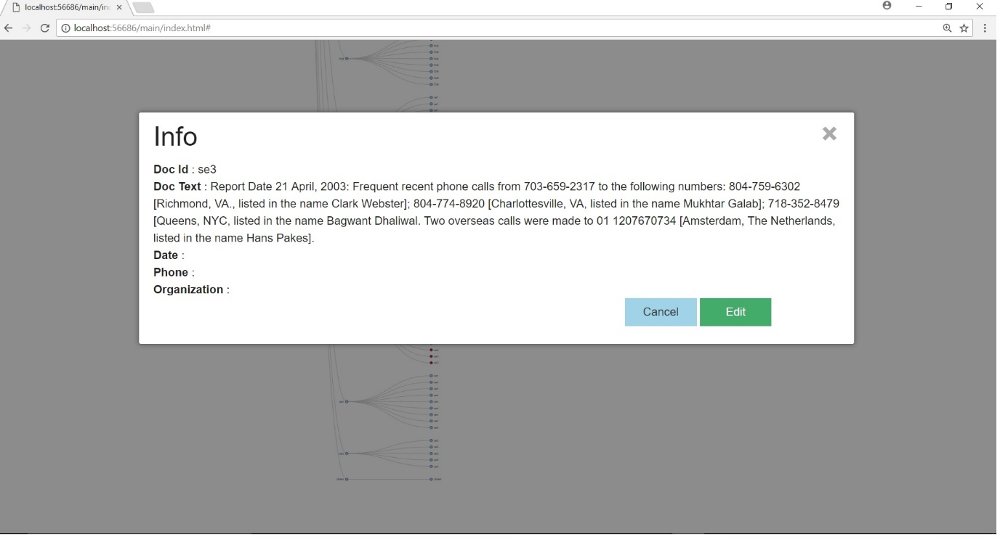 localhost:56686/main/in
localhost:56686/main/index.html#
Info
Doc Id : se3
Doc Text : Report Date 21 April, 2003: Frequent recent phone calls from 703-659-2317 to the following numbers: 804-759-6302
[Richmond, VA., listed in the name Clark Webster]; 804-774-8920 [Charlottesville, VA, listed in the name Mukhtar Galab]; 718-352-8479
[Queens, NYC, listed in the name Bagwant Dhaliwal. Two overseas calls were made to 01 1207670734 [Amsterdam, The Netherlands,
listed in the name Hans Pakes].
Date :
Phone :
Organization :
Cancel Edit